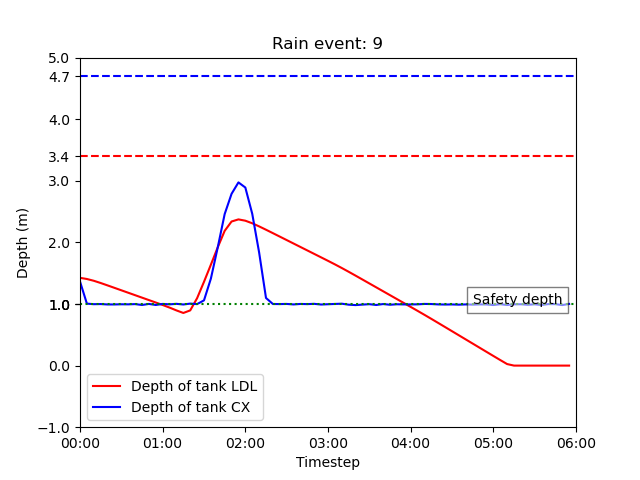 Rain event: 9
5.0
4.7
4.0
3.4
3.0
2.0
1.0
0.0
−1.0
Depth (m)
Safety depth
Depth of tank LDL
Depth of tank CX
00:00 01:00 02:00 03:00 04:00 05:00 06:00
Timestep